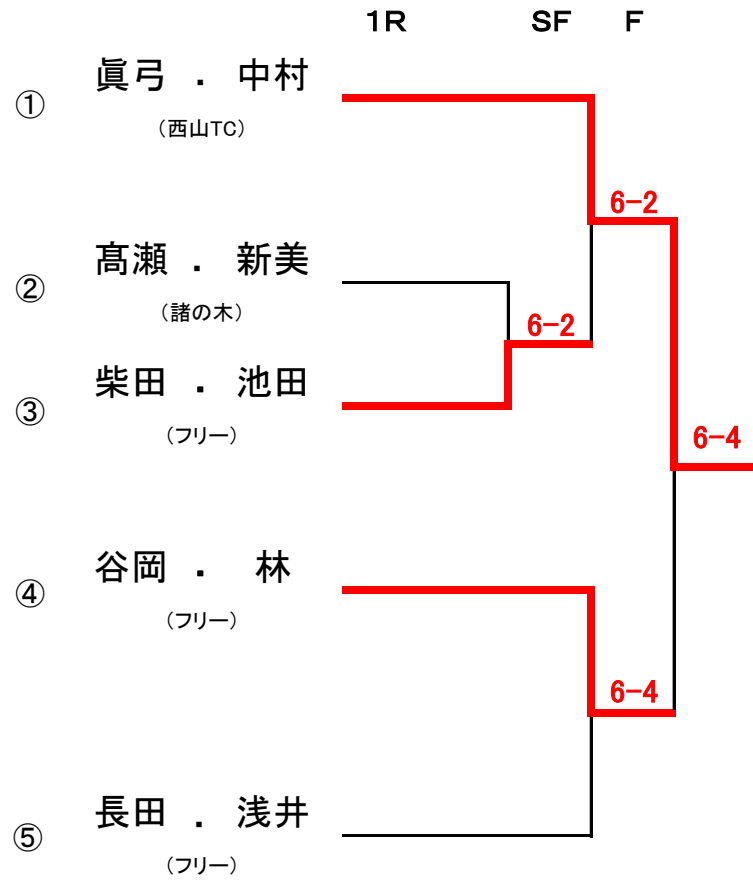 1R SF F
① 眞弓 . 中村
（西山TC）
6-2
② 髙瀬 . 新美
（諸の木）
6-2
③ 柴田 . 池田
（フリー）
6-4
④ 谷岡 . 林
（フリー）
6-4
⑤ 長田 . 浅井
（フリー）